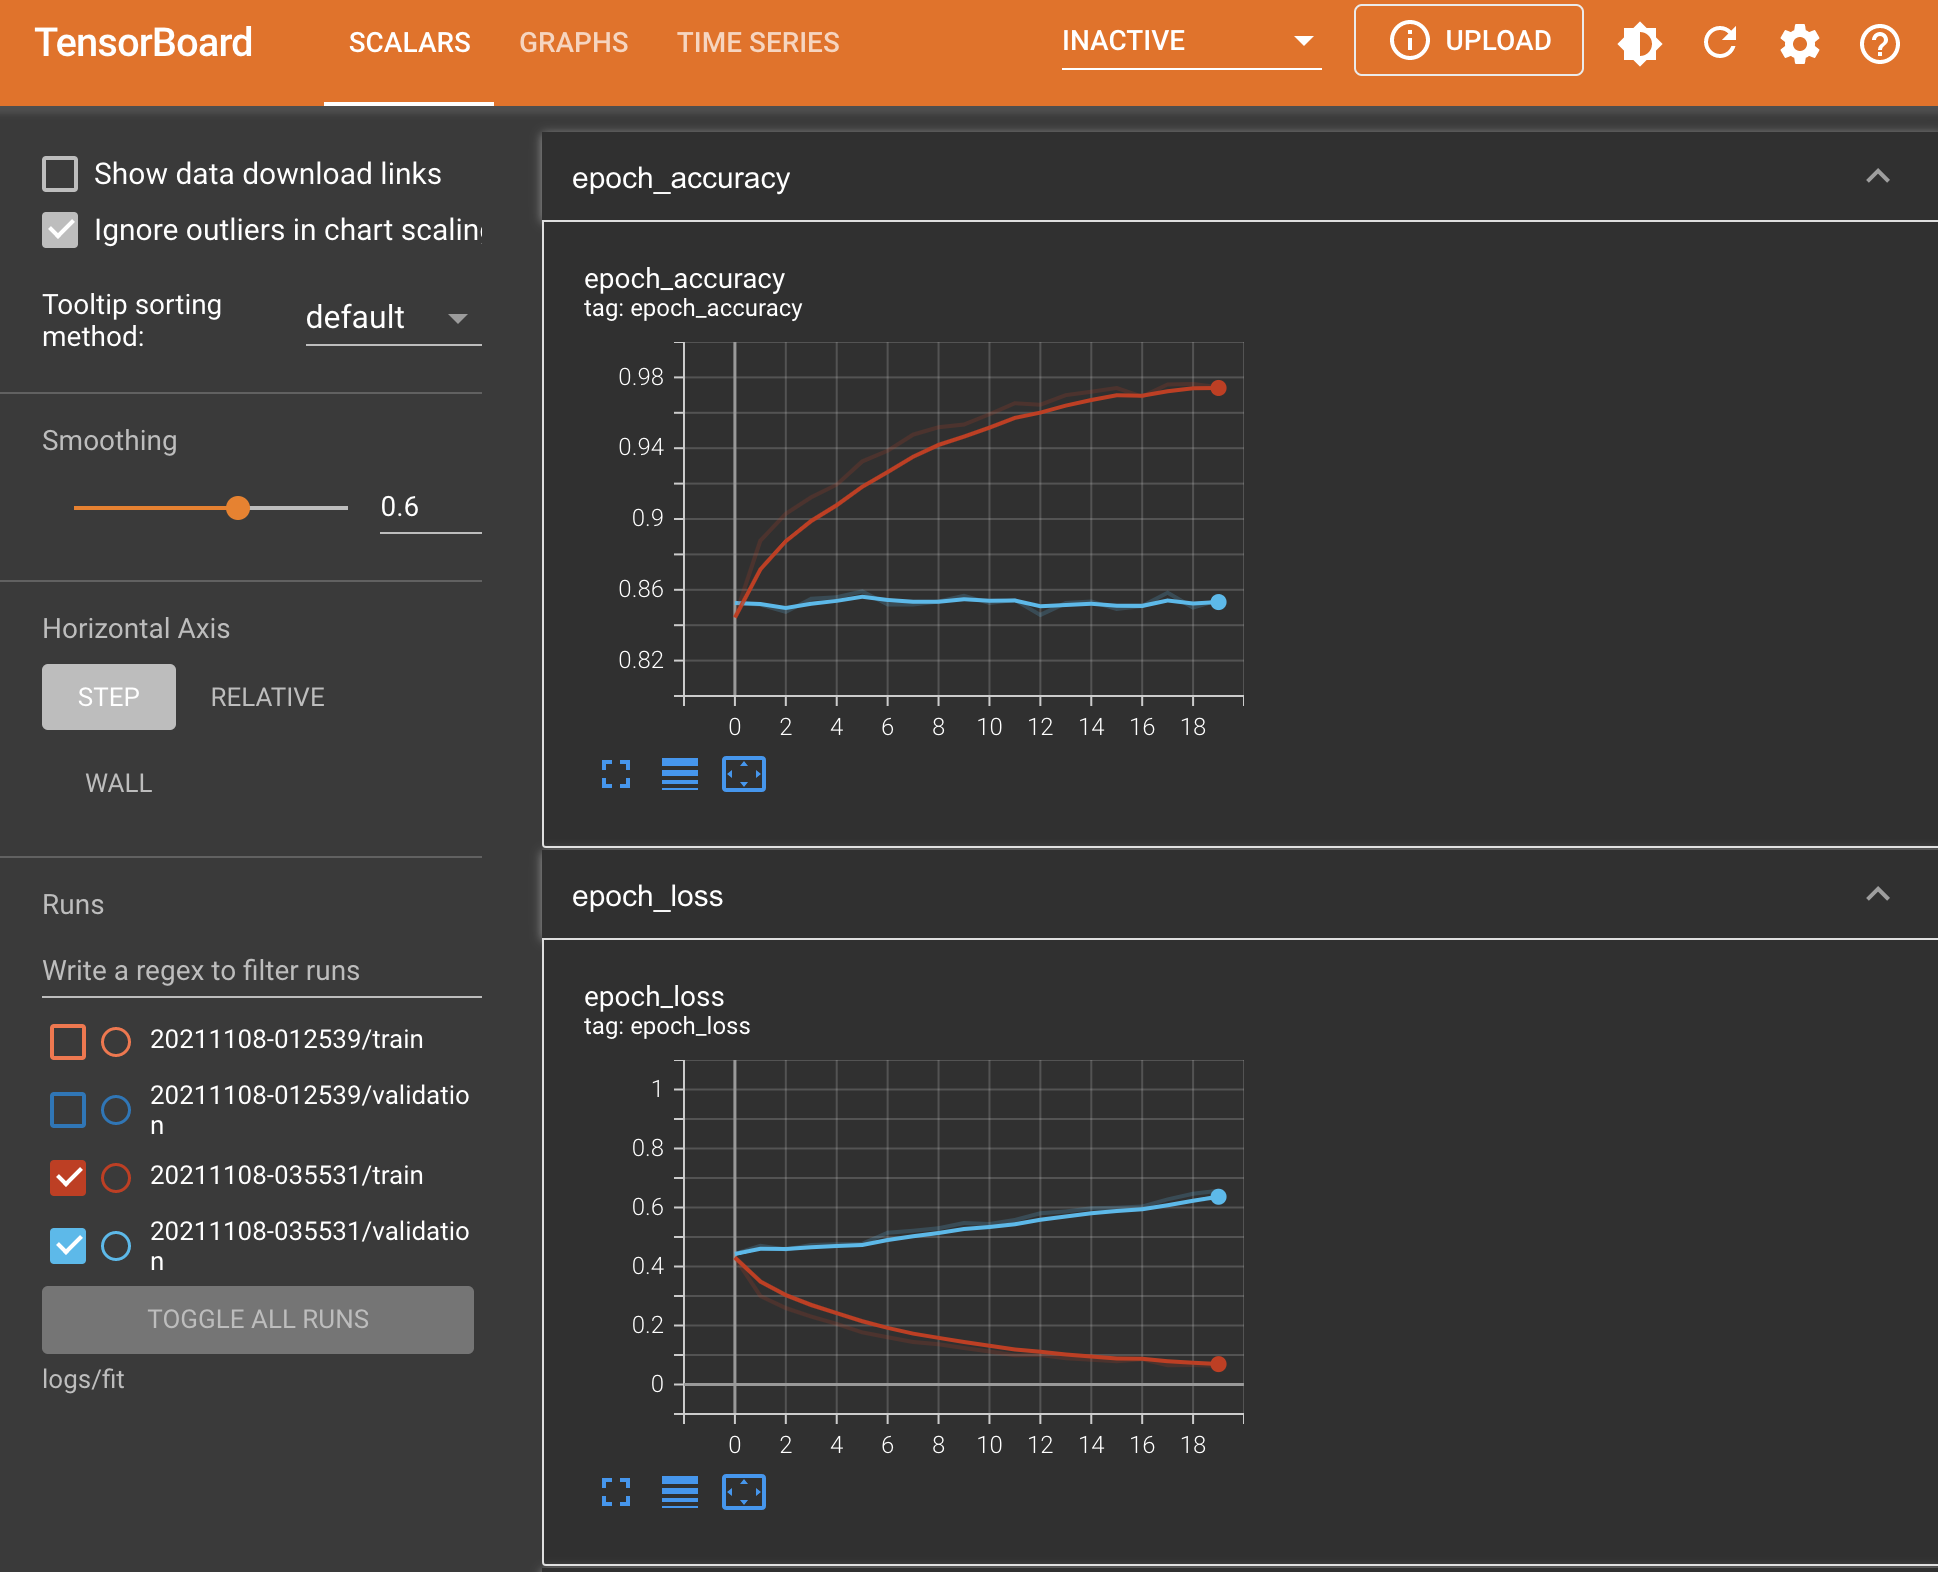 TensorBoard
SCALARS
GRAPHS
TIME SERIES
INACTIVE
UPLOAD
Show data download links
Ignore outliers in chart scaling
Tooltip sorting
method:
default
Smoothing
0.6
Horizontal Axis
STEP
RELATIVE
WALL
Runs
Write a regex to filter runs
20211108-012539/train
20211108-012539/validatio
n
20211108-035531/train
20211108-035531/validatio
n
TOGGLE ALL RUNS
logs/fit
epoch_accuracy
epoch_accuracy
tag: epoch_accuracy
0.98
0.94
0.9
0.86
0.82
0 2 4 6 8 10 12 14 16 18
epoch_loss
epoch_loss
tag: epoch_loss
1
0.8
0.6
0.4
0.2
0
0 2 4 6 8 10 12 14 16 18